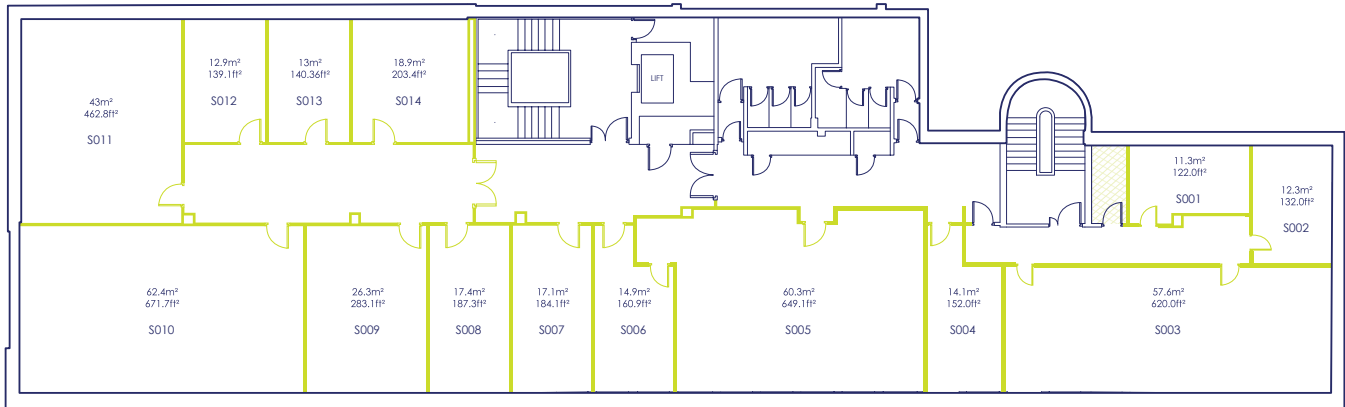 12.9m²
139.1ft²
S012
13m²
140.36ft²
S013
18.9m²
203.4ft²
S014
LIFT
43m²
462.8ft²
S011
11.3m²
122.0ft²
S001
12.3m²
132.0ft²
S002
62.4m²
671.7ft²
S010
26.3m²
283.1ft²
S009
17.4m²
187.3ft²
S008
17.1m²
184.1ft²
S007
14.9m²
160.9ft²
S006
60.3m²
649.1ft²
S005
14.1m²
152.0ft²
S004
57.6m²
620.0ft²
S003